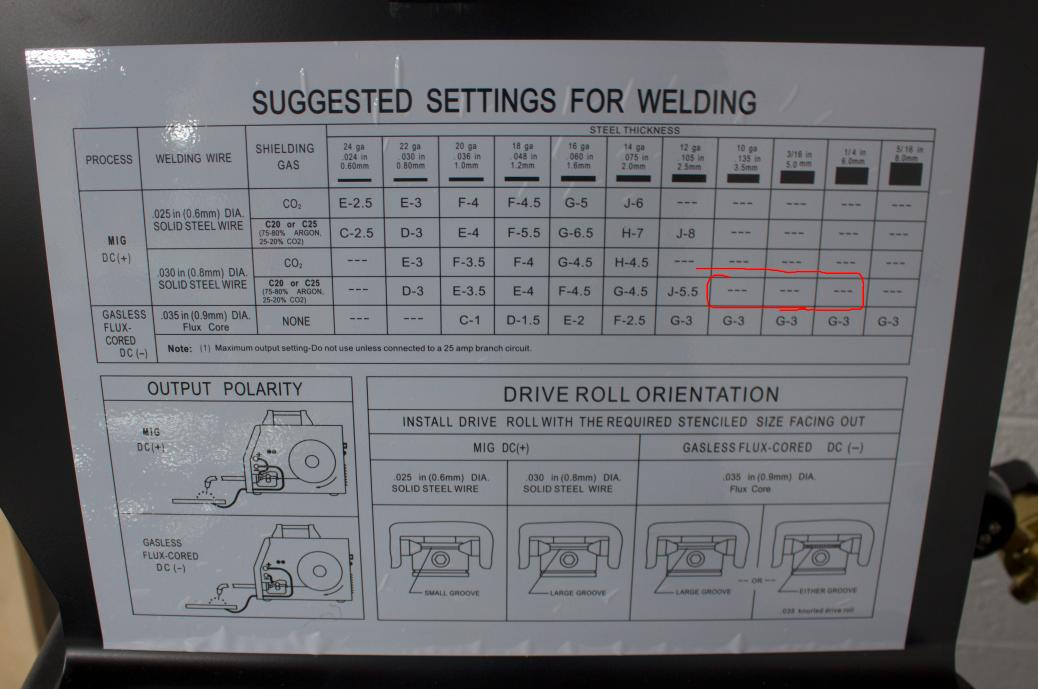 SUGGESTED SETTINGS FOR WELDING
PROCESS WELDING WIRE SHIELDING GAS STEEL THICKNESS
24 ga .024 in 0.60mm
22 ga .030 in 0.80mm
20 ga .036 in 1.0mm
18 ga .048 in 1.2mm
16 ga .060 in 1.6mm
14 ga .075 in 2.0mm
12 ga .105 in 2.5mm
10 ga .135 in 3.5mm
3/16 in 5.0 mm
1/4 in 6.0mm
5/16 in 8.0mm
MIG DC(+)
.025 in (0.6mm) DIA. SOLID STEEL WIRE
CO2 E-2.5 E-3 F-4 F-4.5 G-5 J-6 --- --- --- --- ---
C20 or C25 (75-80% ARGON, 25-20% CO2) C-2.5 D-3 E-4 F-5.5 G-6.5 H-7 J-8 --- --- --- ---
.030 in (0.8mm) DIA. SOLID STEEL WIRE
CO2 --- E-3 F-3.5 F-4 G-4.5 H-4.5 --- --- --- --- ---
C20 or C25 (75-80% ARGON, 25-20% CO2) --- D-3 E-3.5 E-4 F-4.5 G-4.5 J-5.5 --- --- --- ---
GASLESS FLUX-CORED DC (−)
.035 in (0.9mm) DIA. Flux Core
NONE --- --- C-1 D-1.5 E-2 F-2.5 G-3 G-3 G-3 G-3 G-3
Note: (1) Maximum output setting-Do not use unless connected to a 25 amp branch circuit.
OUTPUT POLARITY
MIG
DC(+)
GASLESS
FLUX-CORED
DC (−)
DRIVE ROLL ORIENTATION
INSTALL DRIVE ROLL WITH THE REQUIRED STENCILED SIZE FACING OUT
MIG DC(+) GASLESS FLUX-CORED DC (−)
.025 in (0.6mm) DIA.
SOLID STEEL WIRE
.030 in (0.8mm) DIA.
SOLID STEEL WIRE
.035 in (0.9mm) DIA.
Flux Core
SMALL GROOVE
LARGE GROOVE
LARGE GROOVE
-- OR --
EITHER GROOVE
.035 knurled drive roll